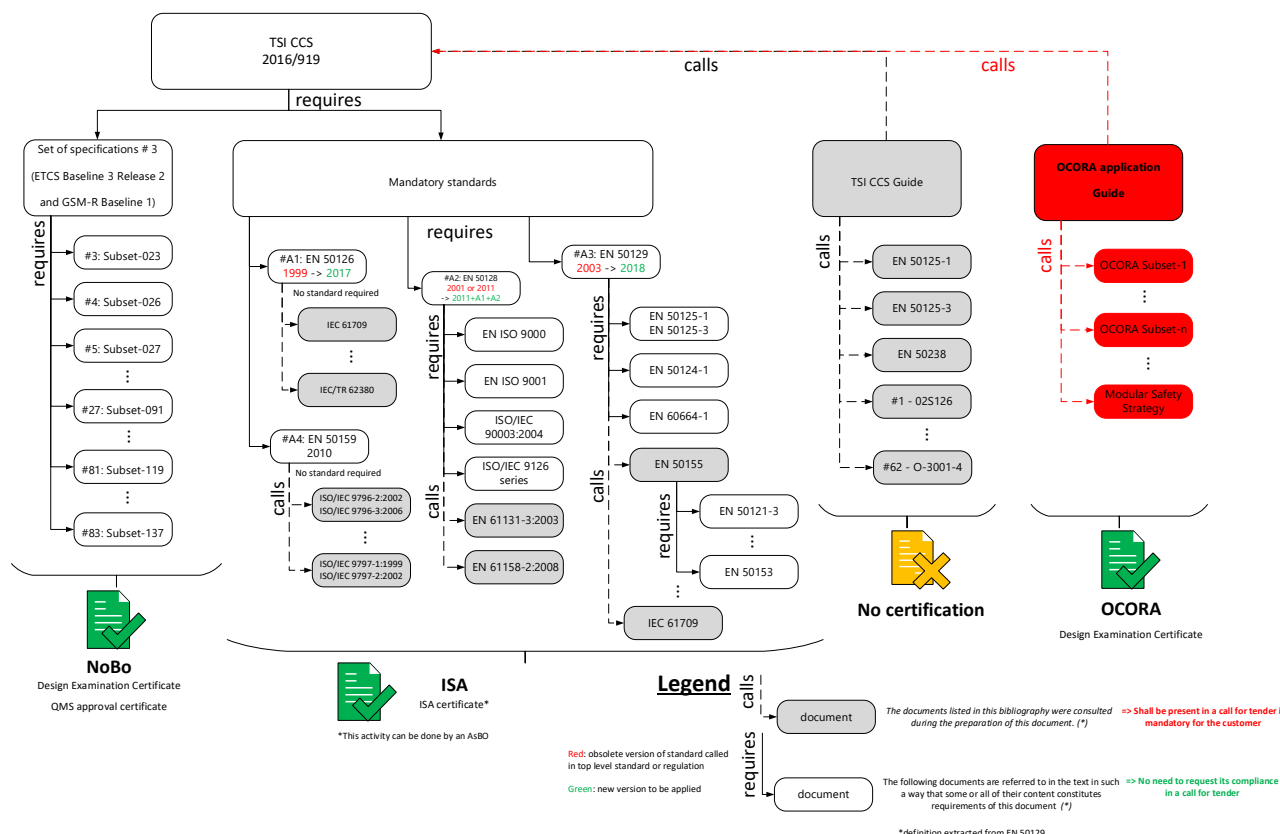 TSI CCS
2016/919
calls
calls
requires
Set of specifications # 3
(ETCS Baseline 3 Release 2
and GSM-R Baseline 1)
requires
#3: Subset-023
#4: Subset-026
#5: Subset-027
#27: Subset-091
#81: Subset-119
#83: Subset-137
NoBo
Design Examination Certificate
QMS approval certificate
Mandatory standards
requires
#A1: EN 50126
1999 -> 2017
No standard required
calls
IEC 61709
IEC/TR 62380
#A4: EN 50159
2010
No standard required
calls
ISO/IEC 9796-2:2002
ISO/IEC 9796-3:2006
ISO/IEC 9797-1:1999
ISO/IEC 9797-2:2002
#A2: EN 50128
2001 or 2011
-> 2011+A1+A2
requires
EN ISO 9000
EN ISO 9001
ISO/IEC
90003:2004
ISO/IEC 9126
series
calls
EN 61131-3:2003
EN 61158-2:2008
#A3: EN 50129
2003 -> 2018
requires
EN 50125-1
EN 50125-3
EN 50124-1
EN 60664-1
calls
EN 50155
requires
EN 50121-3
EN 50153
IEC 61709
ISA
ISA certificate*
*This activity can be done by an AsBO
TSI CCS Guide
calls
EN 50125-1
EN 50125-3
EN 50238
#1 - 02S126
#62 - O-3001-4
No certification
OCORA application
Guide
calls
OCORA Subset-1
OCORA Subset-n
Modular Safety
Strategy
OCORA
Design Examination Certificate
Legend
calls
document
The documents listed in this bibliography were consulted
during the preparation of this document. (*)
=> Shall be present in a call for tender i
mandatory for the customer
Red: obsolete version of standard called
in top level standard or regulation
Green: new version to be applied
requires
document
The following documents are referred to in the text in such
a way that some or all of their content constitutes
requirements of this document (*)
=> No need to request its compliance
in a call for tender
*definition extracted from EN 50129